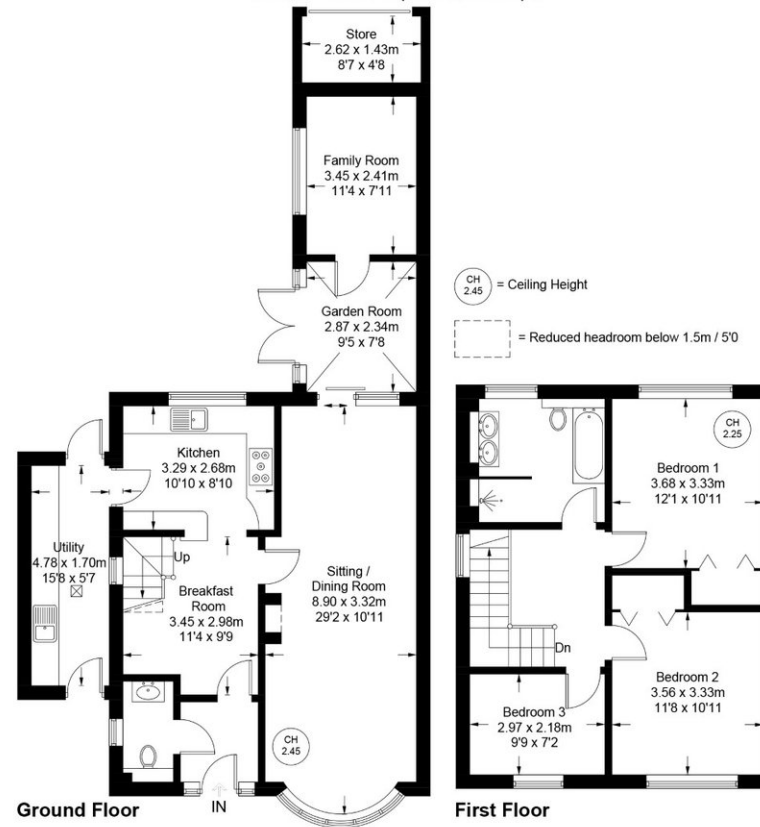 Store
2.62 x 1.43m
8'7 x 4'8
Family Room
3.45 x 2.41m
11'4 x 7'11
CH
2.45
= Ceiling Height
Garden Room
2.87 x 2.34m
9'5 x 7'8
= Reduced headroom below 1.5m / 5'0
Kitchen
3.29 x 2.68m
10'10 x 8'10
Utility
4.78 x 1.70m
15'8 x 5'7
Up
Breakfast
Room
3.45 x 2.98m
11'4 x 9'9
Sitting /
Dining Room
8.90 x 3.32m
29'2 x 10'11
CH
2.45
IN
Ground Floor
CH
2.25
Bedroom 1
3.68 x 3.33m
12'1 x 10'11
Dn
Bedroom 2
3.56 x 3.33m
11'8 x 10'11
Bedroom 3
2.97 x 2.18m
9'9 x 7'2
First Floor